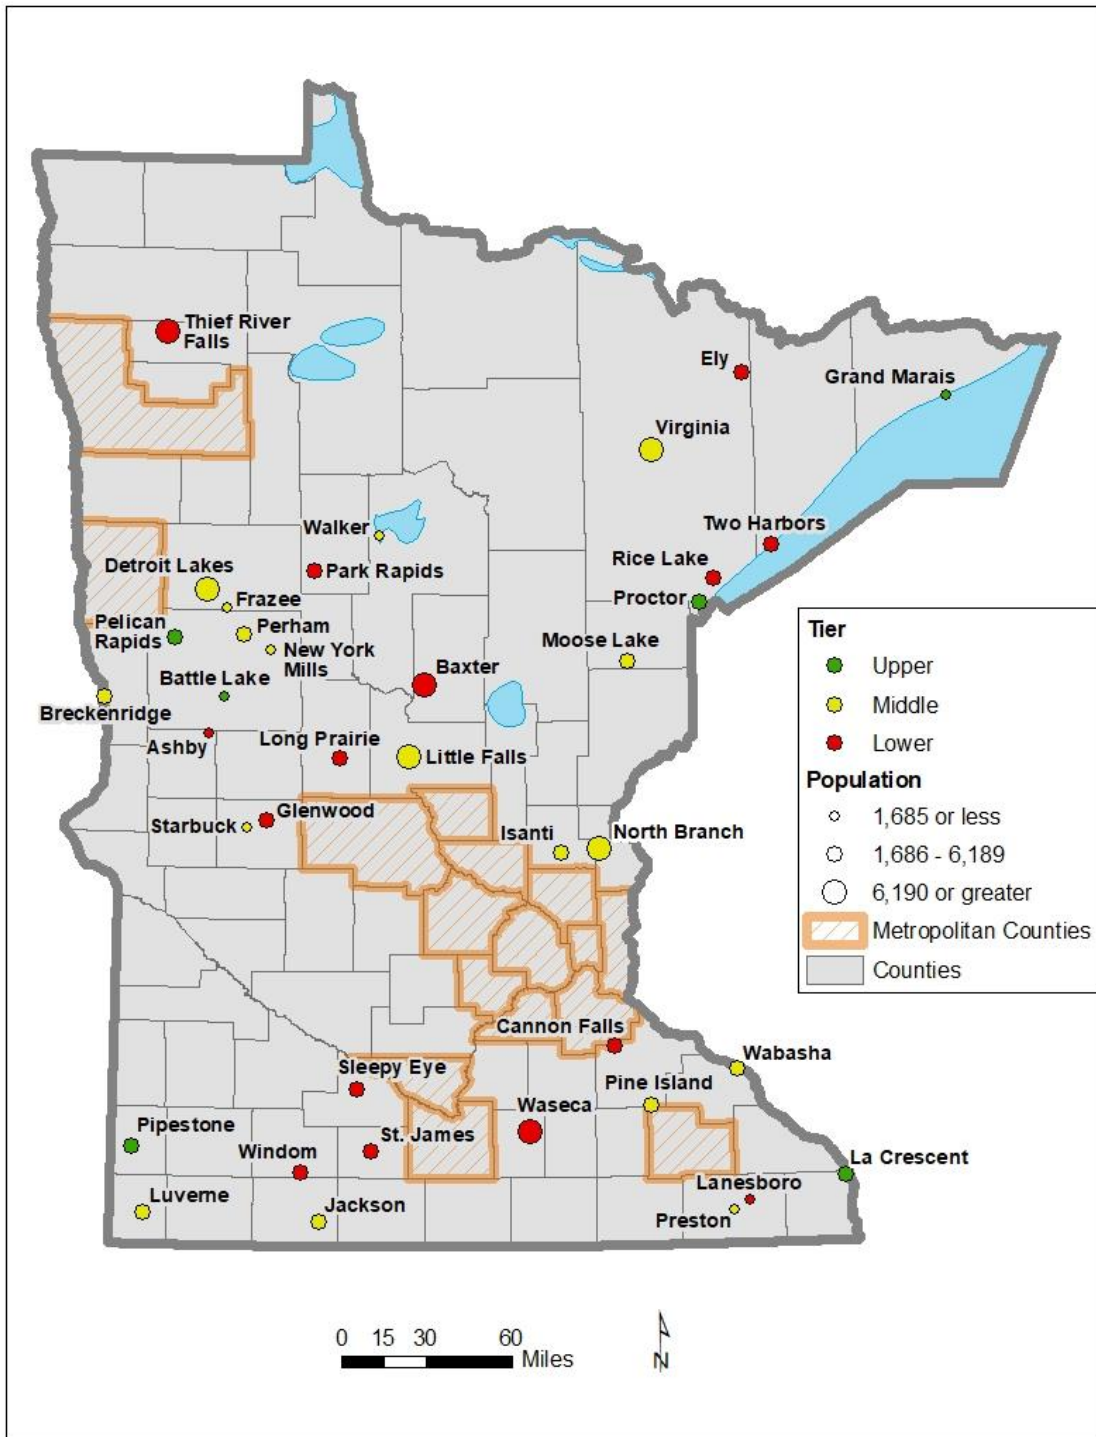 Thief River
Falls
Ely
Grand Marais
Virginia
Walker
Two Harbors
Detroit Lakes
Park Rapids
Rice Lake
Frazee
Proctor
Pelican
Rapids
Perham
New York
Mills
Moose Lake
Battle Lake
Baxter
Breckenridge
Ashby
Long Prairie
Little Falls
Glenwood
Starbuck
Isanti
North Branch
Cannon Falls
Sleepy Eye
Wabasha
Pine Island
Waseca
Pipestone
St. James
Windom
La Crescent
Luverne
Lanesboro
Jackson
Preston
Tier
Upper
Middle
Lower
Population
1,685 or less
1,686 - 6,189
6,190 or greater
Metropolitan Counties
Counties
0 15 30 60
Miles
N